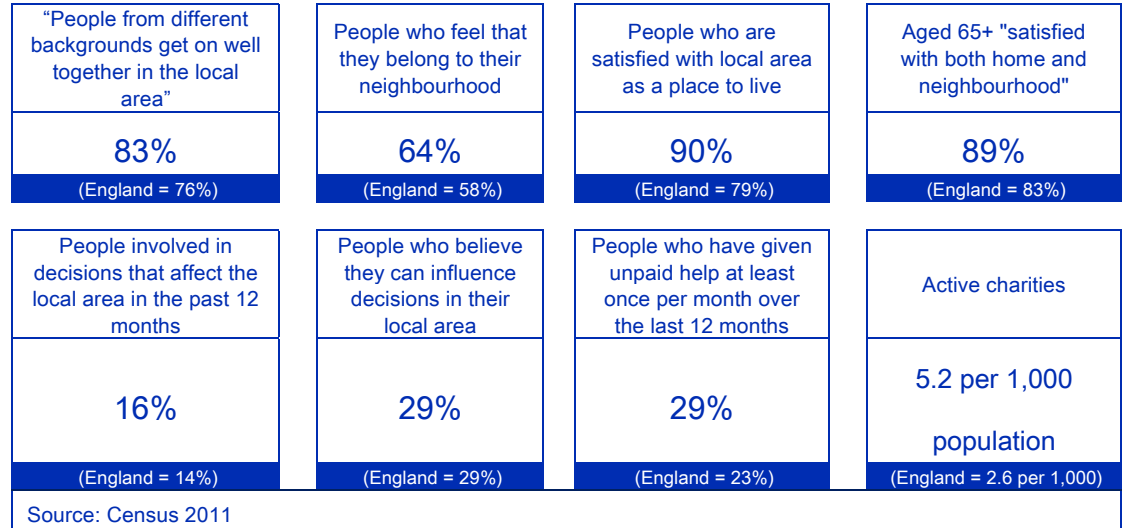 “People from different
backgrounds get on well
together in the local
area”
83%
(England = 76%)
People who feel that
they belong to their
neighbourhood
64%
(England = 58%)
People who are
satisfied with local area
as a place to live
90%
(England = 79%)
Aged 65+ "satisfied
with both home and
neighbourhood"
89%
(England = 83%)
People involved in
decisions that affect the
local area in the past 12
months
16%
(England = 14%)
People who believe
they can influence
decisions in their
local area
29%
(England = 29%)
People who have given
unpaid help at least
once per month over
the last 12 months
29%
(England = 23%)
Active charities
5.2 per 1,000
population
(England = 2.6 per 1,000)
Source: Census 2011